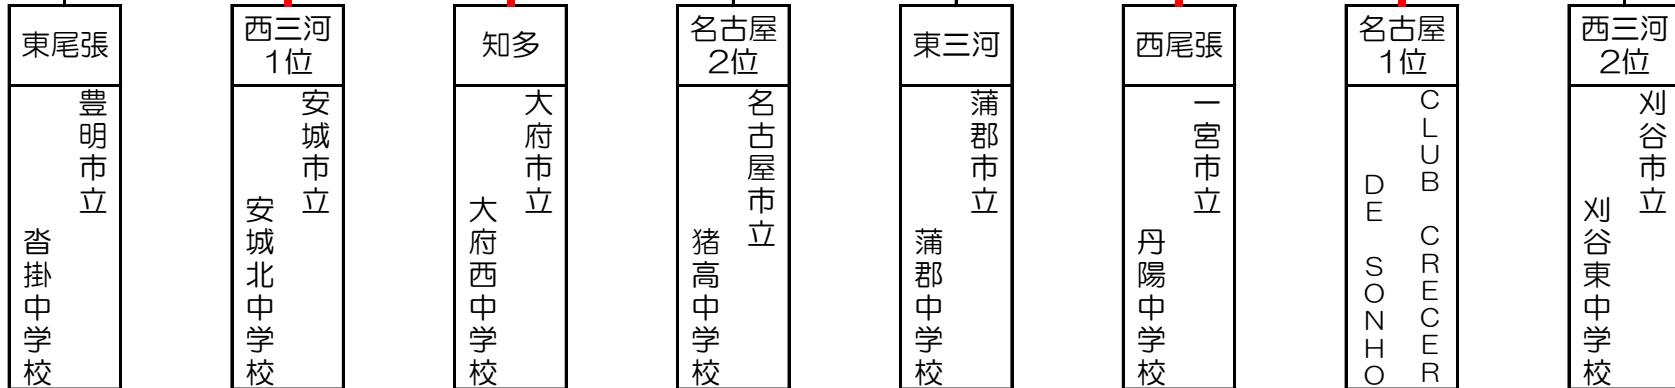 東尾張
豊明市立
沓掛中学校
西三河
1位
安城市立
安城北中学校
知多
大府市立
大府西中学校
名古屋
2位
名古屋市立
猪高中学校
東三河
蒲郡市立
蒲郡中学校
西尾張
一宮市立
丹陽中学校
名古屋
1位
CLUB CRECER
DE SONHO
西三河
2位
刈谷市立
刈谷東中学校